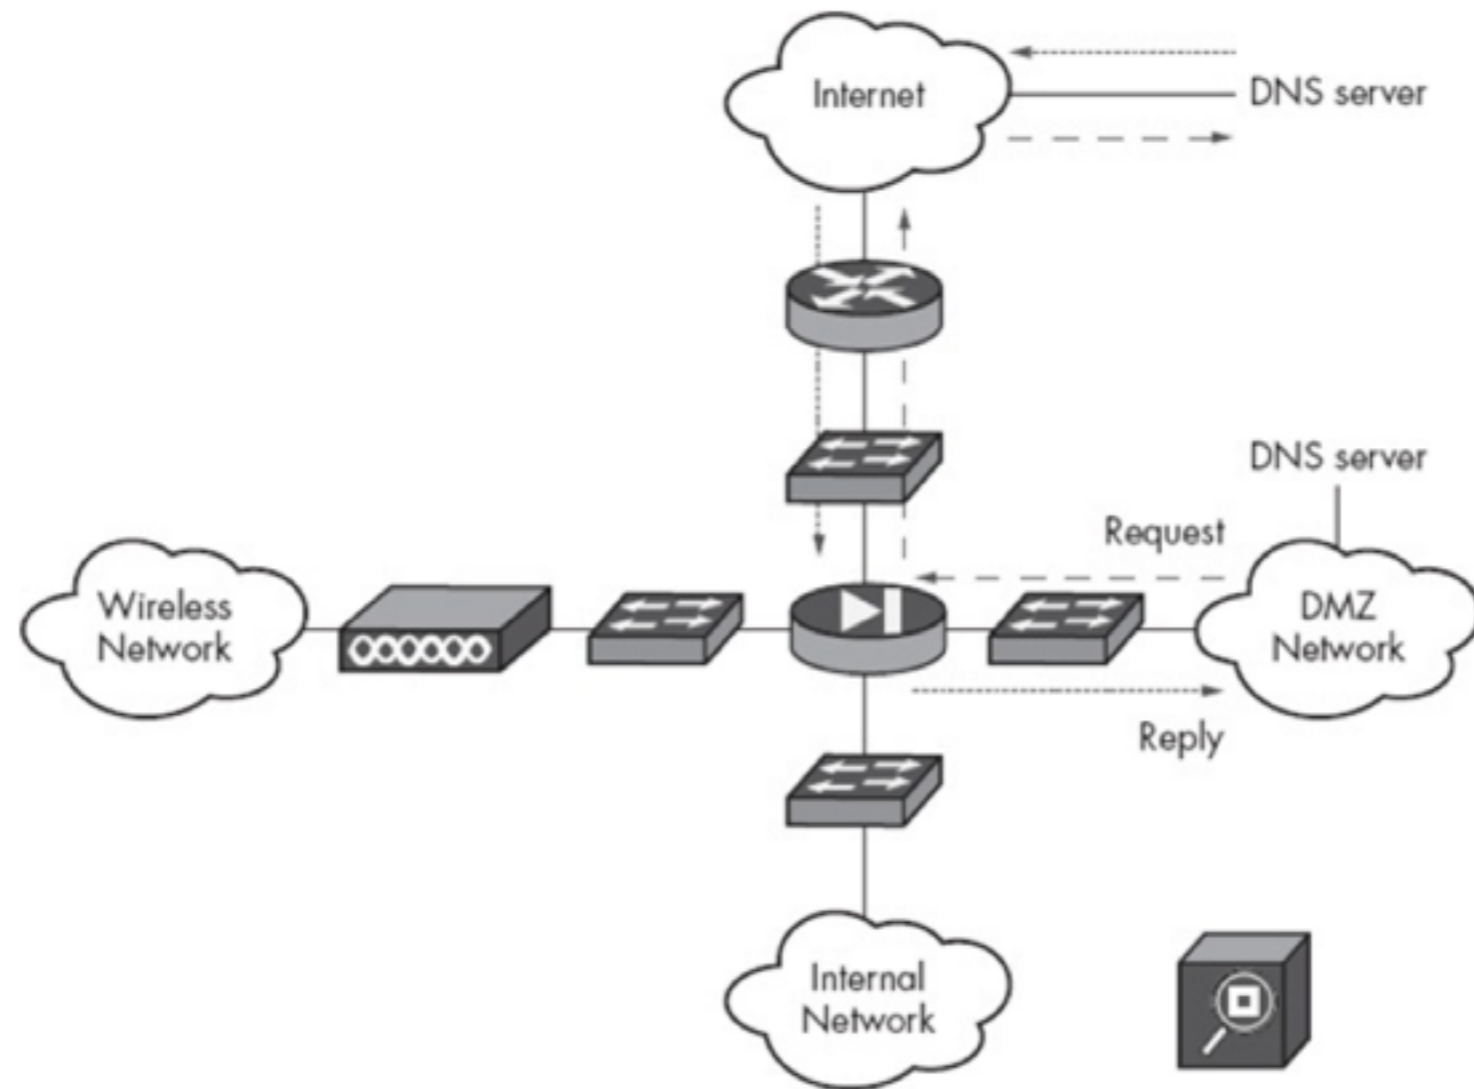 Internet
DNS server
DNS server
Request
Wireless
Network
DMZ
Network
Reply
Internal
Network